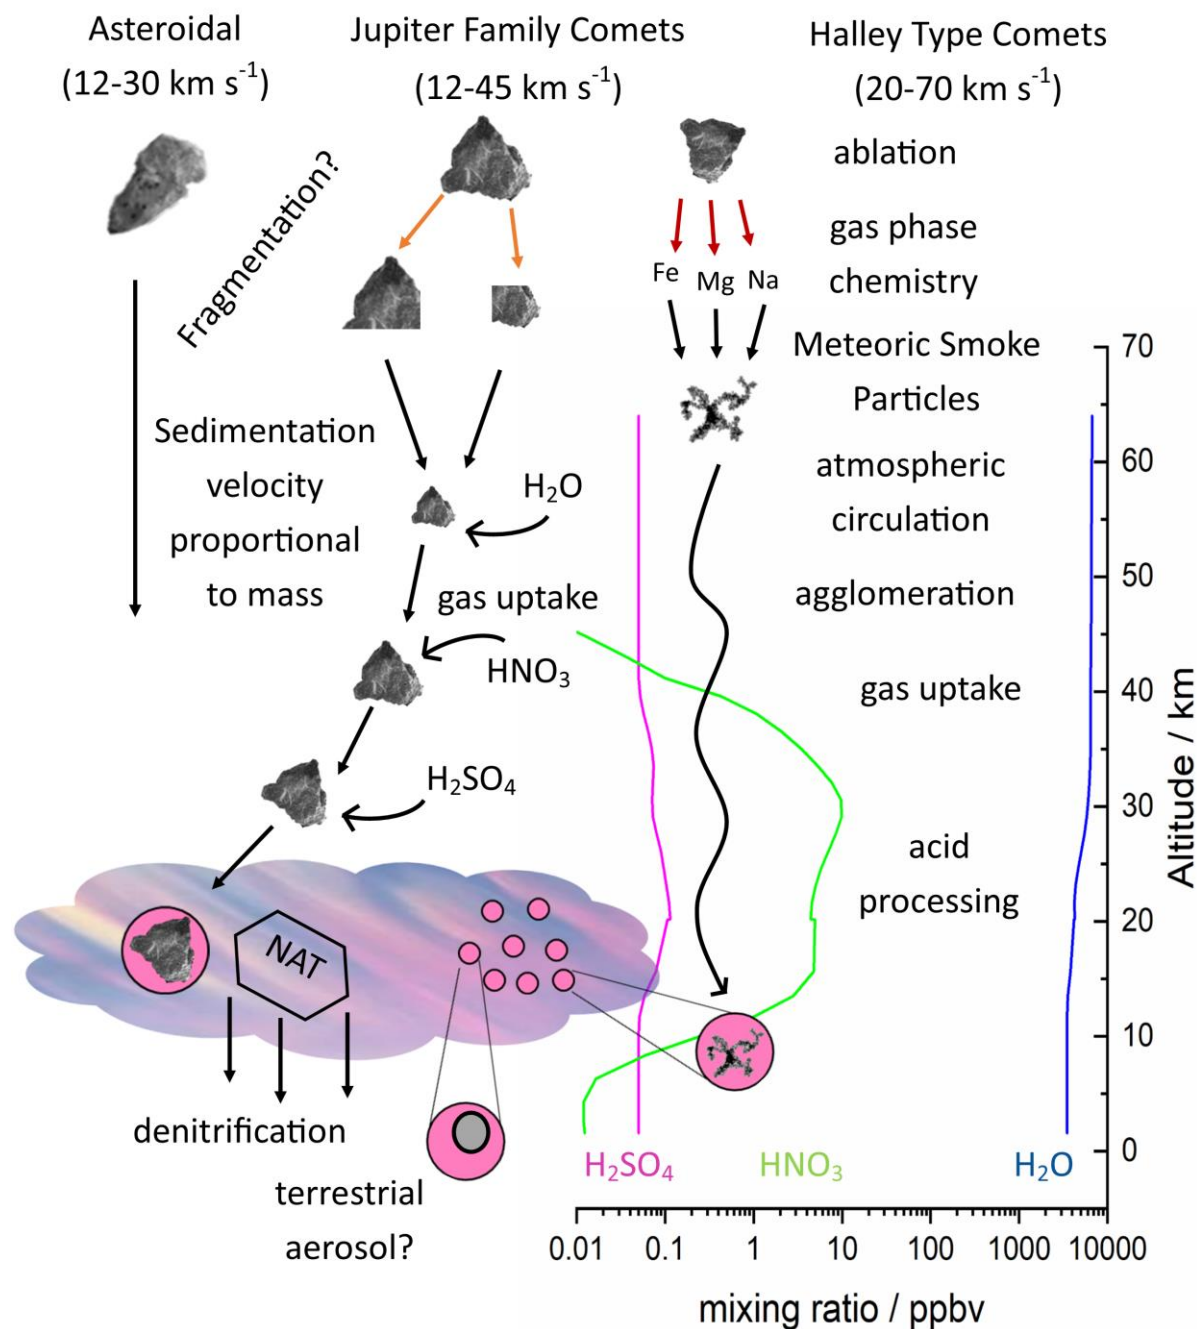 Asteroidal
(12-30 km s⁻¹)
Jupiter Family Comets
(12-45 km s⁻¹)
Halley Type Comets
(20-70 km s⁻¹)
Fragmentation?
ablation
gas phase
chemistry
Fe Mg Na
Meteoric Smoke
Particles
Sedimentation
velocity
proportional
to mass
H₂O
atmospheric
circulation
agglomeration
gas uptake
HNO₃
gas uptake
H₂SO₄
acid
processing
NAT
denitrification
terrestrial
aerosol?
H₂SO₄
HNO₃
H₂O
70
60
50
40
30
20
10
0
Altitude / km
0.01 0.1 1 10 100 1000 10000
mixing ratio / ppbv